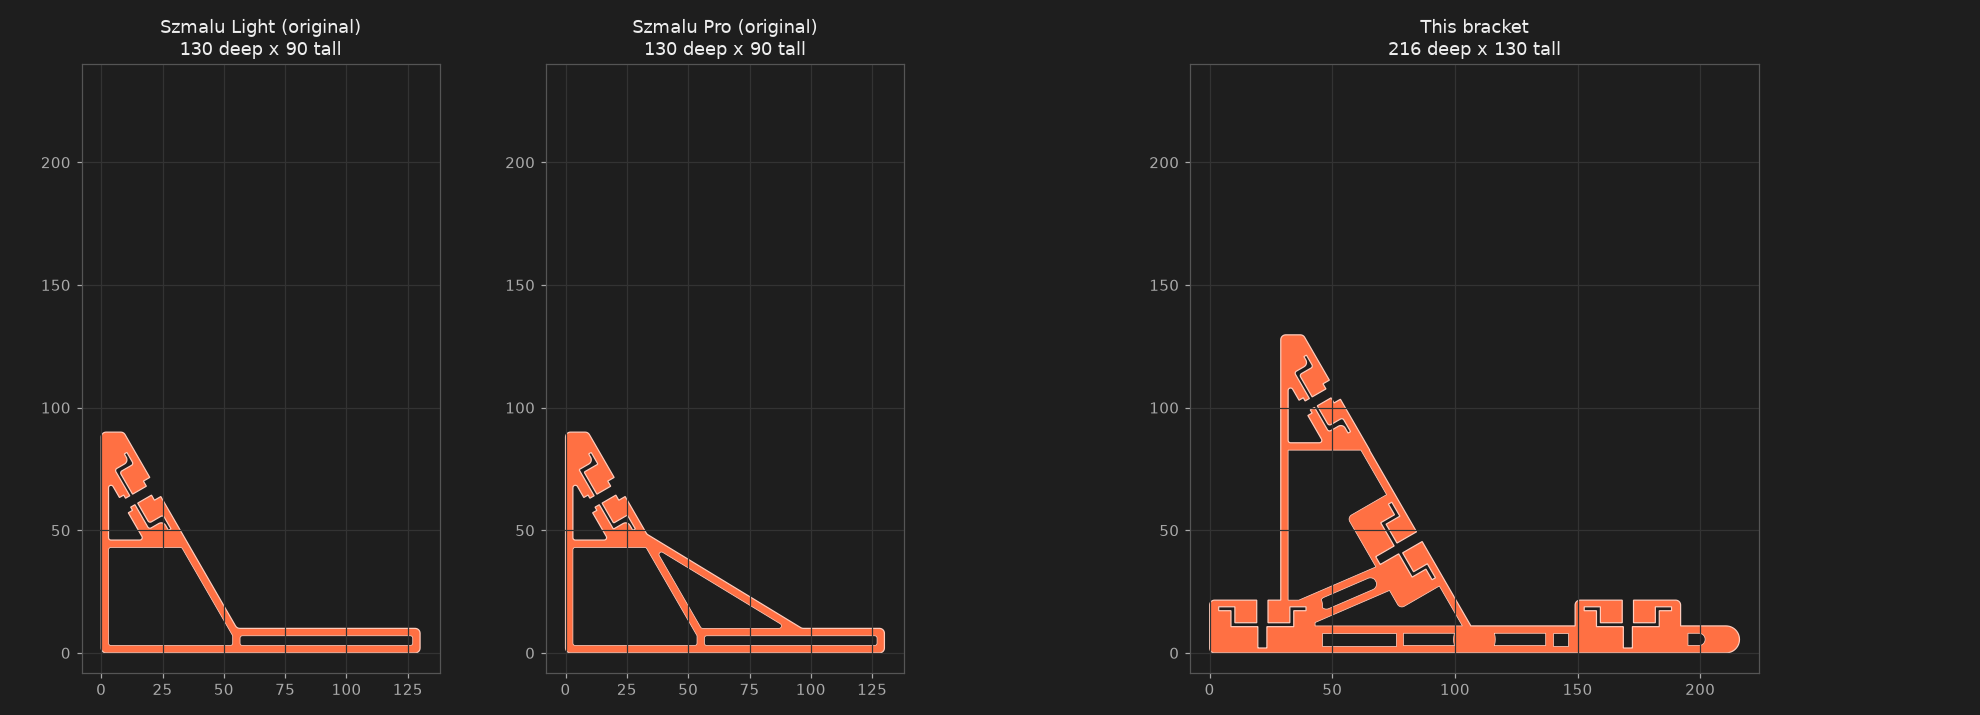 Szmalu Light (original)
130 deep x 90 tall
200
150
100
50
0
0 25 50 75 100 125
Szmalu Pro (original)
130 deep x 90 tall
200
150
100
50
0
0 25 50 75 100 125
This bracket
216 deep x 130 tall
200
150
100
50
0
0 50 100 150 200